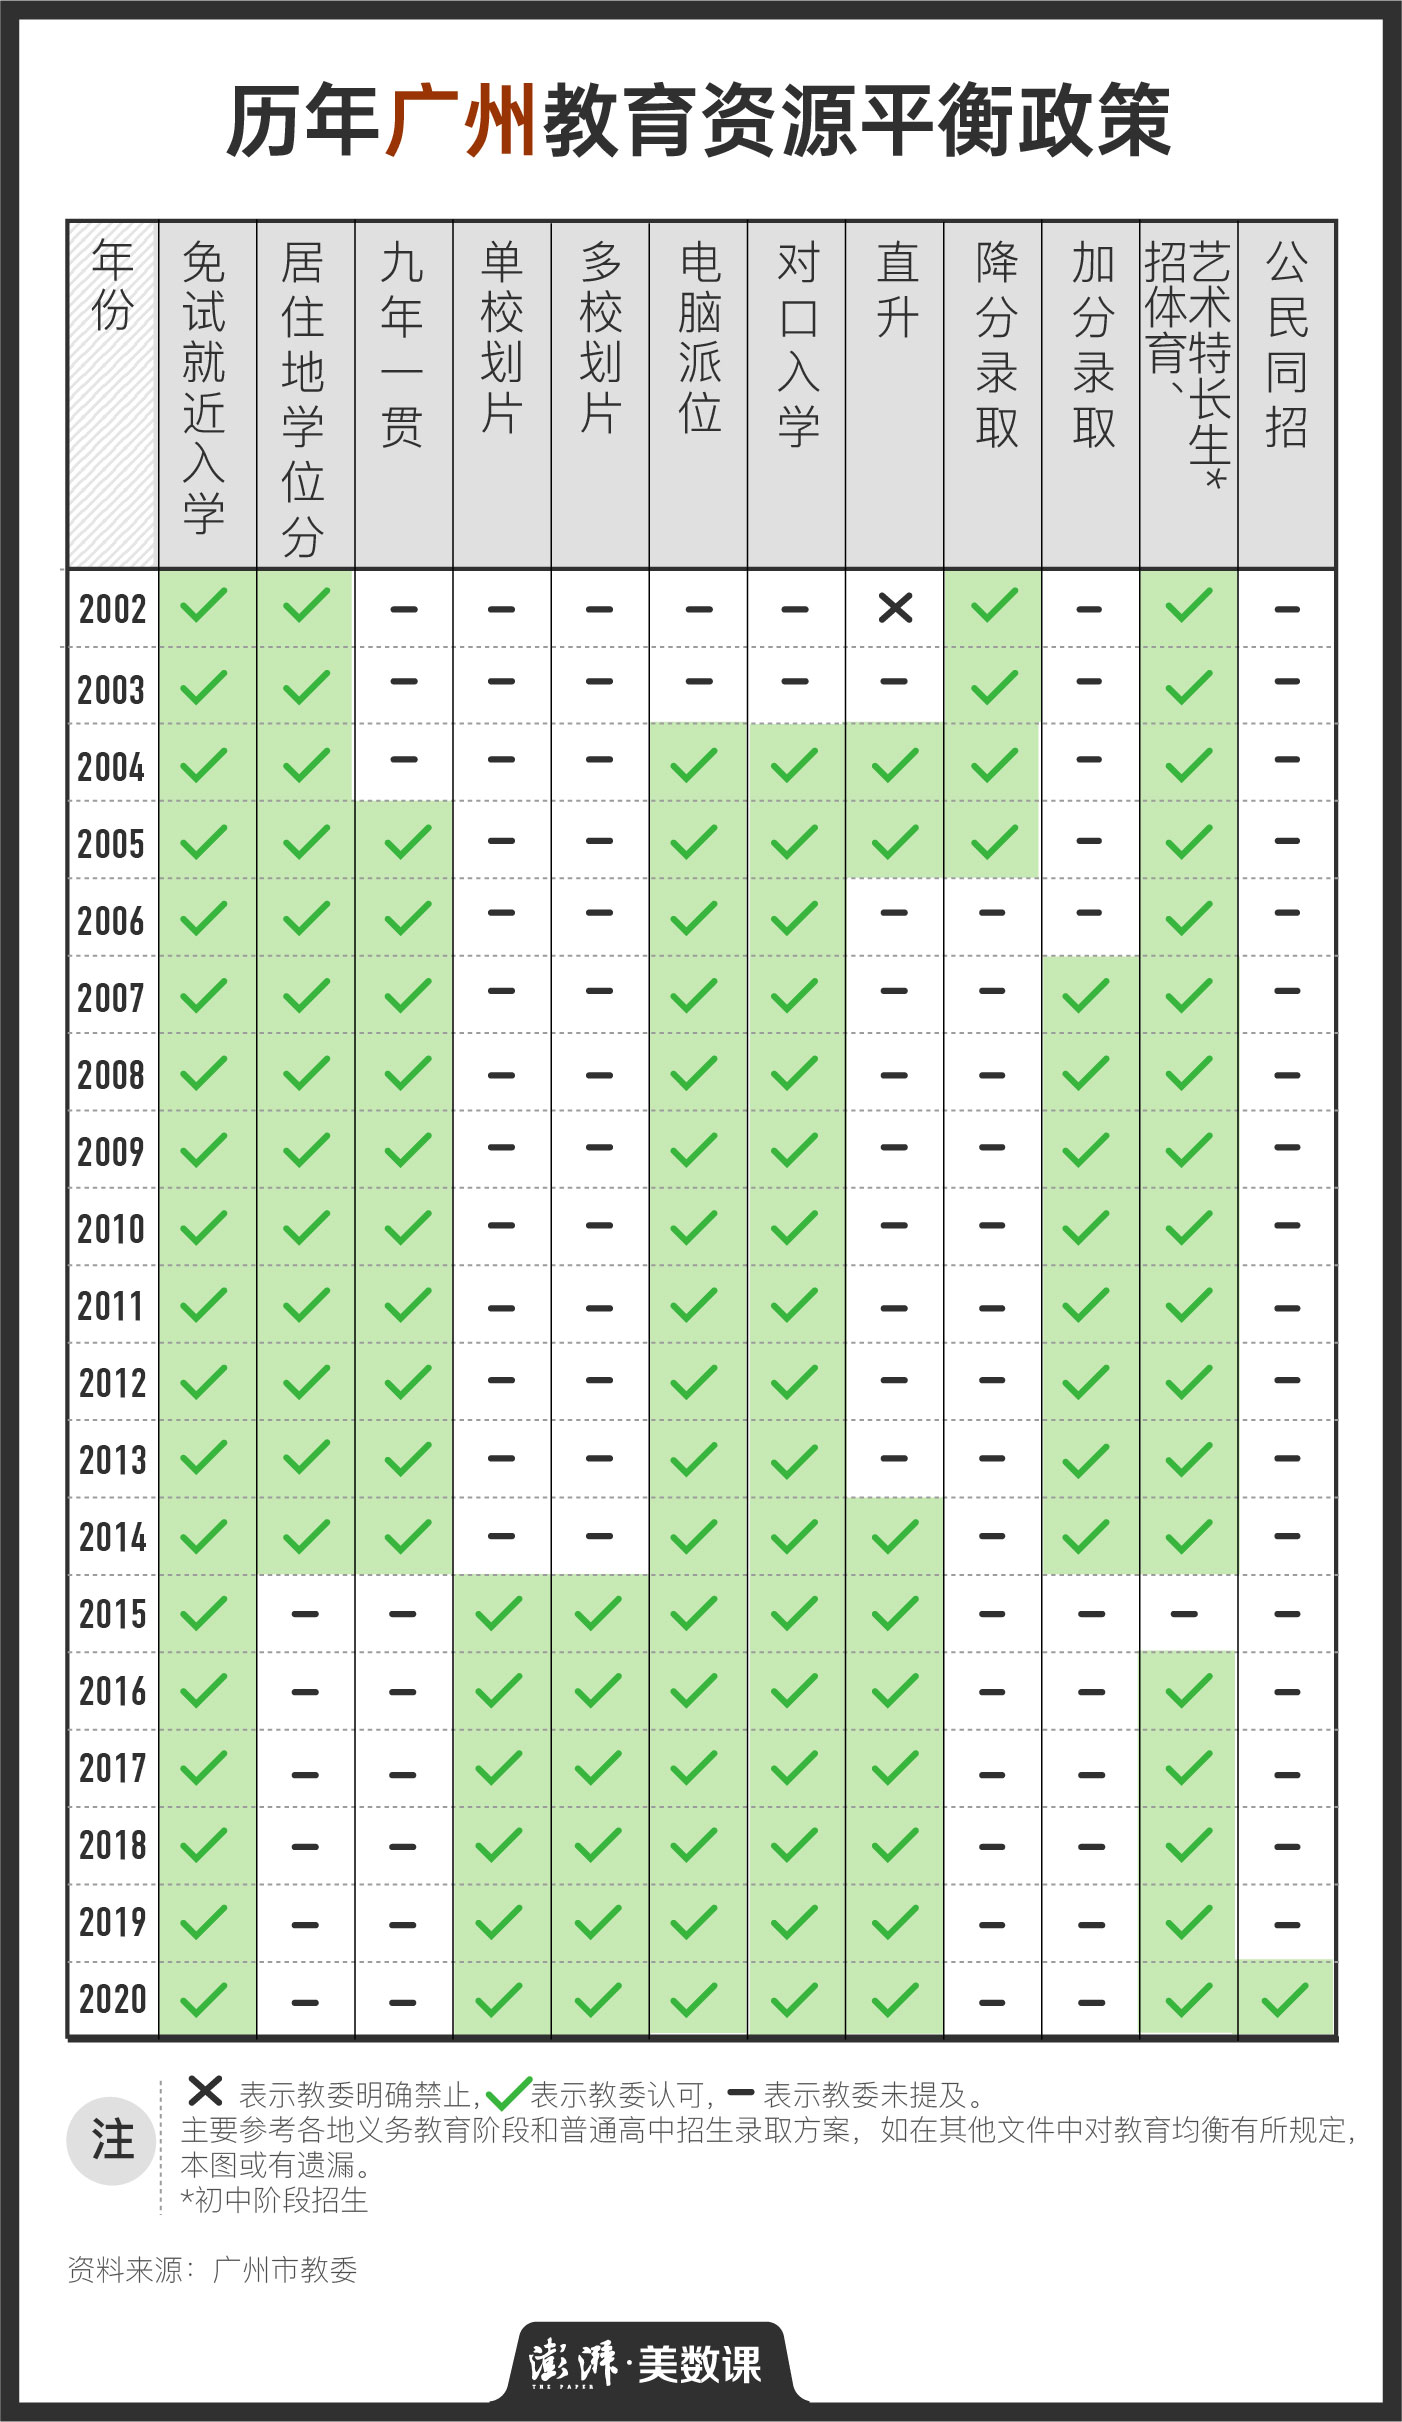 历年广州教育资源平衡政策
年份 免试就近入学 居住地学位分 九年一贯 单校划片 多校划片 电脑派位 对口入学 直升 降分录取 加分录取 招体育、艺术特长生* 公民同招
2002 ✓ ✓ – – – – – ✕ ✓ – ✓ –
2003 ✓ ✓ – – – – – – ✓ – ✓ –
2004 ✓ ✓ – – – ✓ ✓ ✓ ✓ – ✓ –
2005 ✓ ✓ ✓ – – ✓ ✓ ✓ ✓ – ✓ –
2006 ✓ ✓ ✓ – – ✓ ✓ – – – ✓ –
2007 ✓ ✓ ✓ – – ✓ ✓ – – ✓ ✓ –
2008 ✓ ✓ ✓ – – ✓ ✓ – – ✓ ✓ –
2009 ✓ ✓ ✓ – – ✓ ✓ – – ✓ ✓ –
2010 ✓ ✓ ✓ – – ✓ ✓ – – ✓ ✓ –
2011 ✓ ✓ ✓ – – ✓ ✓ – – ✓ ✓ –
2012 ✓ ✓ ✓ – – ✓ ✓ – – ✓ ✓ –
2013 ✓ ✓ ✓ – – ✓ ✓ – – ✓ ✓ –
2014 ✓ ✓ ✓ – – ✓ ✓ ✓ – ✓ ✓ –
2015 ✓ – – ✓ ✓ ✓ ✓ ✓ – – – –
2016 ✓ – – ✓ ✓ ✓ ✓ ✓ – – ✓ –
2017 ✓ – – ✓ ✓ ✓ ✓ ✓ – – ✓ –
2018 ✓ – – ✓ ✓ ✓ ✓ ✓ – – ✓ –
2019 ✓ – – ✓ ✓ ✓ ✓ ✓ – – ✓ –
2020 ✓ – – ✓ ✓ ✓ ✓ ✓ – – ✓ ✓
注
✕ 表示教委明确禁止，✓表示教委认可，– 表示教委未提及。
主要参考各地义务教育阶段和普通高中招生录取方案，如在其他文件中对教育均衡有所规定，
本图或有遗漏。
*初中阶段招生
资料来源：广州市教委
澎湃·美数课
THE PAPER